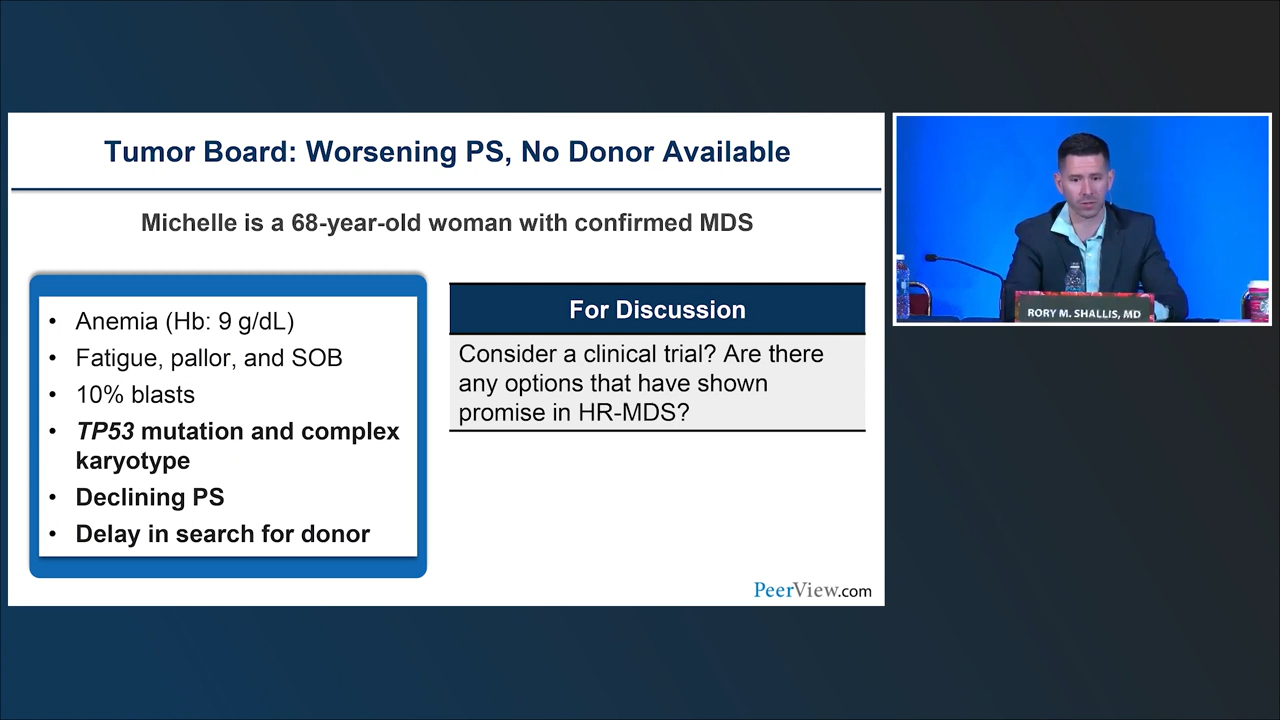 Tumor Board: Worsening PS, No Donor Available
Michelle is a 68-year-old woman with confirmed MDS
• Anemia (Hb: 9 g/dL)
• Fatigue, pallor, and SOB
• 10% blasts
• TP53 mutation and complex
karyotype
• Declining PS
• Delay in search for donor
For Discussion
Consider a clinical trial? Are there
any options that have shown
promise in HR-MDS?
PeerView.com
RORY M. SHALLIS, MD